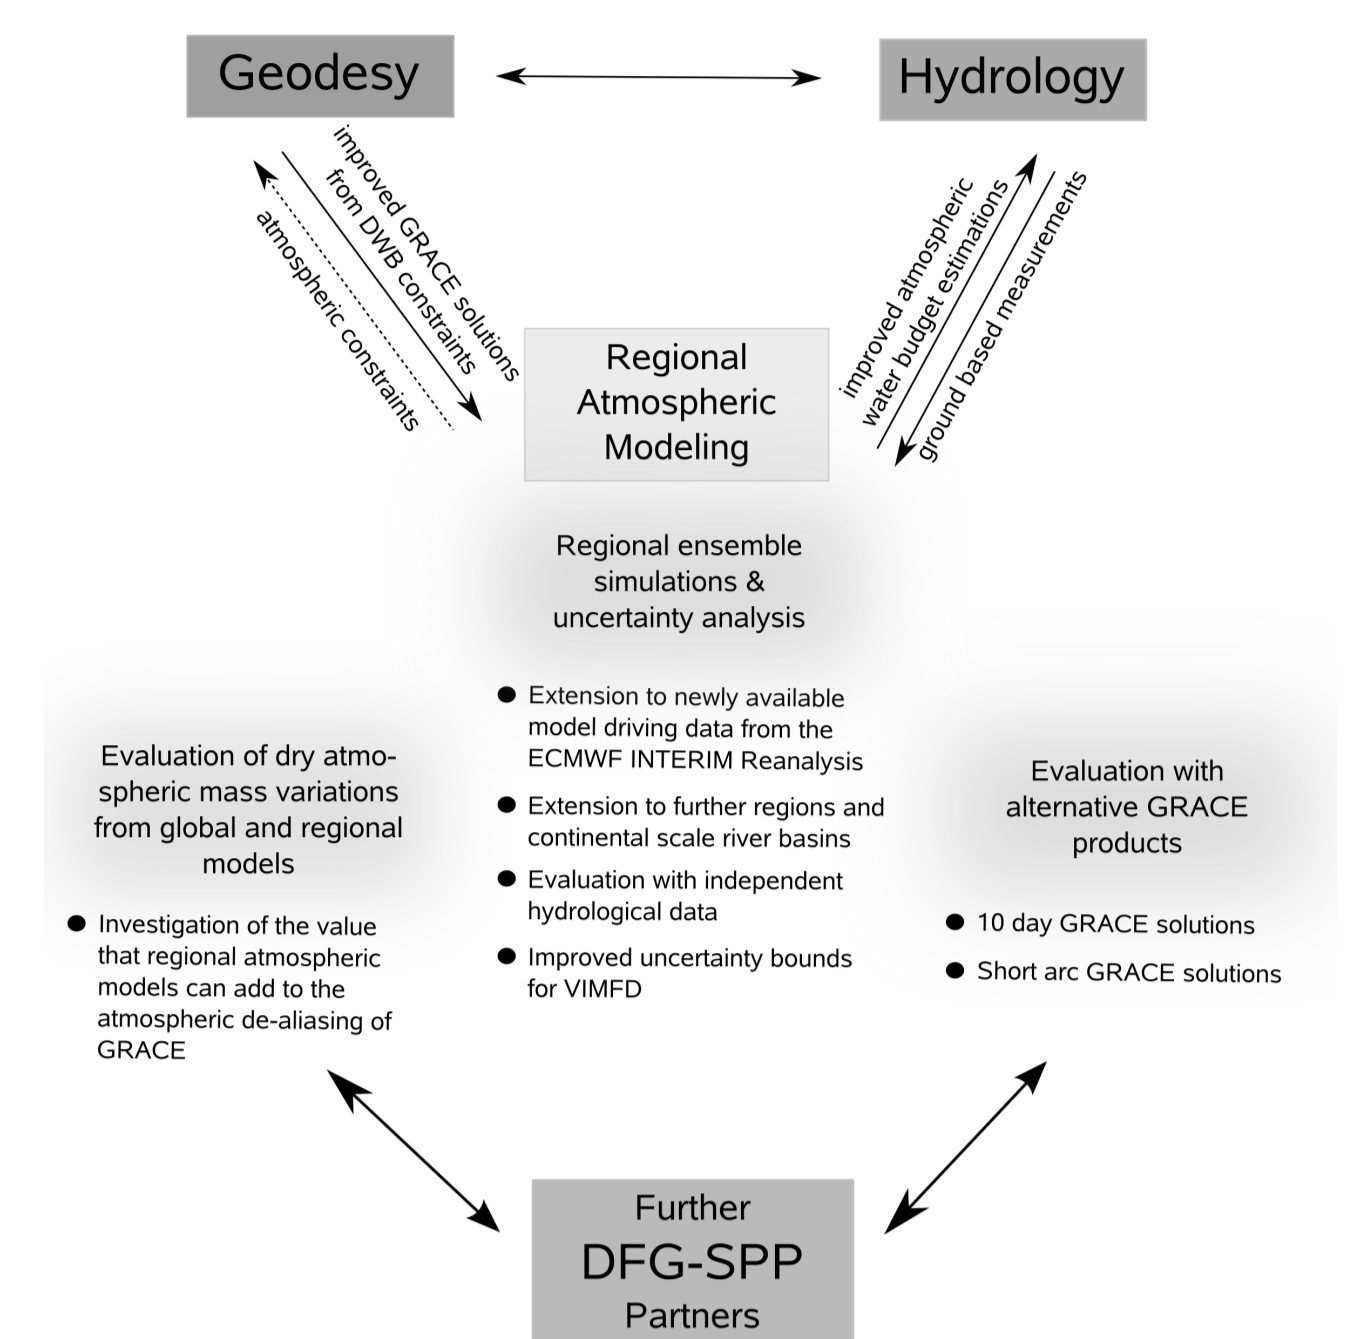 Geodesy
Hydrology
improved GRACE solutions
from DWB constraints
atmospheric constraints
improved atmospheric
water budget estimations
ground based measurements
Regional
Atmospheric
Modeling
Regional ensemble
simulations &
uncertainty analysis
● Extension to newly available
model driving data from the
ECMWF INTERIM Reanalysis
● Extension to further regions and
continental scale river basins
● Evaluation with independent
hydrological data
● Improved uncertainty bounds
for VIMFD
Evaluation of dry atmo-
spheric mass variations
from global and regional
models
● Investigation of the value
that regional atmospheric
models can add to the
atmospheric de-aliasing of
GRACE
Evaluation with
alternative GRACE
products
● 10 day GRACE solutions
● Short arc GRACE solutions
Further
DFG-SPP
Partners